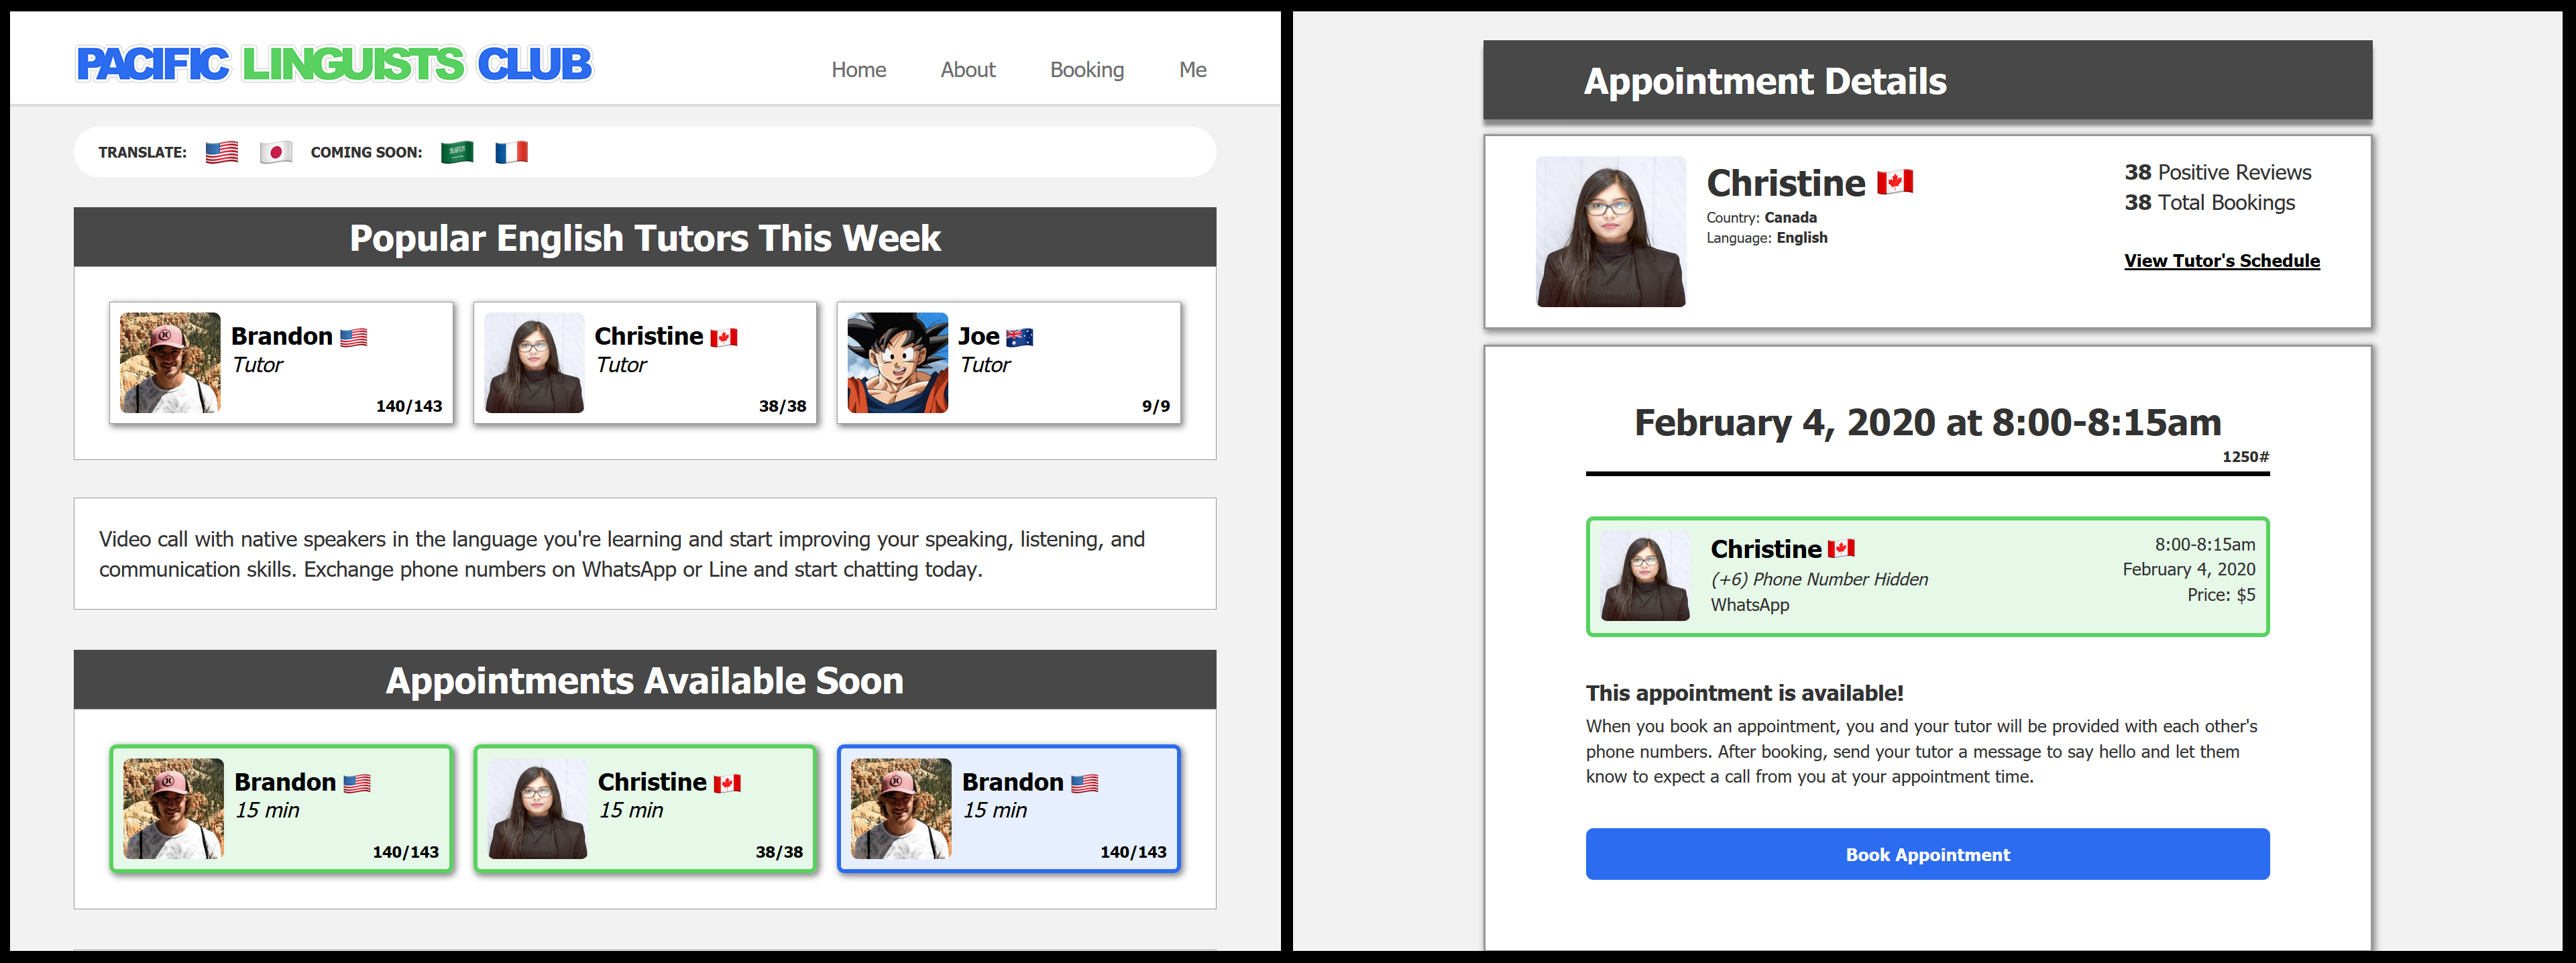 PACIFIC LINGUISTS CLUB
Home About Booking Me
TRANSLATE: COMING SOON:
Popular English Tutors This Week
Brandon
Tutor
140/143
Christine
Tutor
38/38
Joe
Tutor
9/9
Video call with native speakers in the language you're learning and start improving your speaking, listening, and
communication skills. Exchange phone numbers on WhatsApp or Line and start chatting today.
Appointments Available Soon
Brandon
15 min
140/143
Christine
15 min
38/38
Brandon
15 min
140/143
Appointment Details
Christine
Country: Canada
Language: English
38 Positive Reviews
38 Total Bookings
View Tutor's Schedule
February 4, 2020 at 8:00-8:15am
1250#
Christine
(+6) Phone Number Hidden
WhatsApp
8:00-8:15am
February 4, 2020
Price: $5
This appointment is available!
When you book an appointment, you and your tutor will be provided with each other's
phone numbers. After booking, send your tutor a message to say hello and let them
know to expect a call from you at your appointment time.
Book Appointment